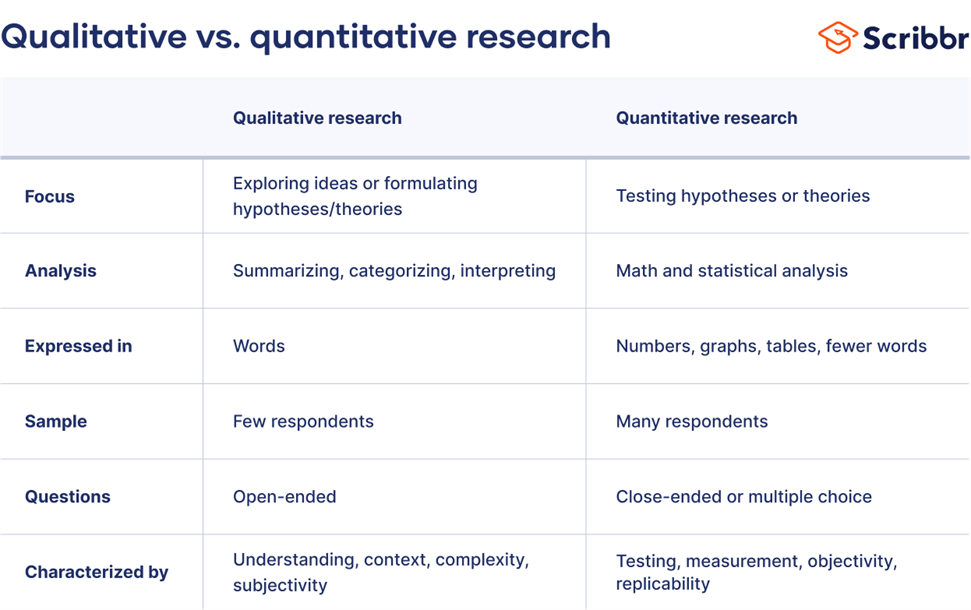 Qualitative vs. quantitative research
Scribbr
Qualitative research
Quantitative research
Focus
Exploring ideas or formulating
hypotheses/theories
Testing hypotheses or theories
Analysis
Summarizing, categorizing, interpreting
Math and statistical analysis
Expressed in
Words
Numbers, graphs, tables, fewer words
Sample
Few respondents
Many respondents
Questions
Open-ended
Close-ended or multiple choice
Characterized by
Understanding, context, complexity,
subjectivity
Testing, measurement, objectivity,
replicability